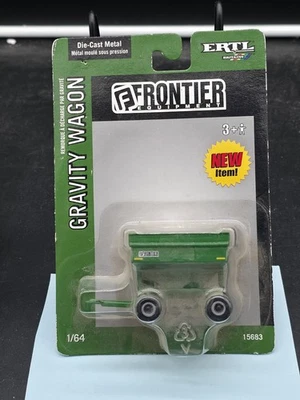 Die-Cast Metal
Métal moulé sous pression
ERTL
FRONTIER
EQUIPMENT
GRAVITY WAGON
REMORQUE À DÉCHARGE PAR GRAVITÉ
3+
NEW
Item!
1/64
15683